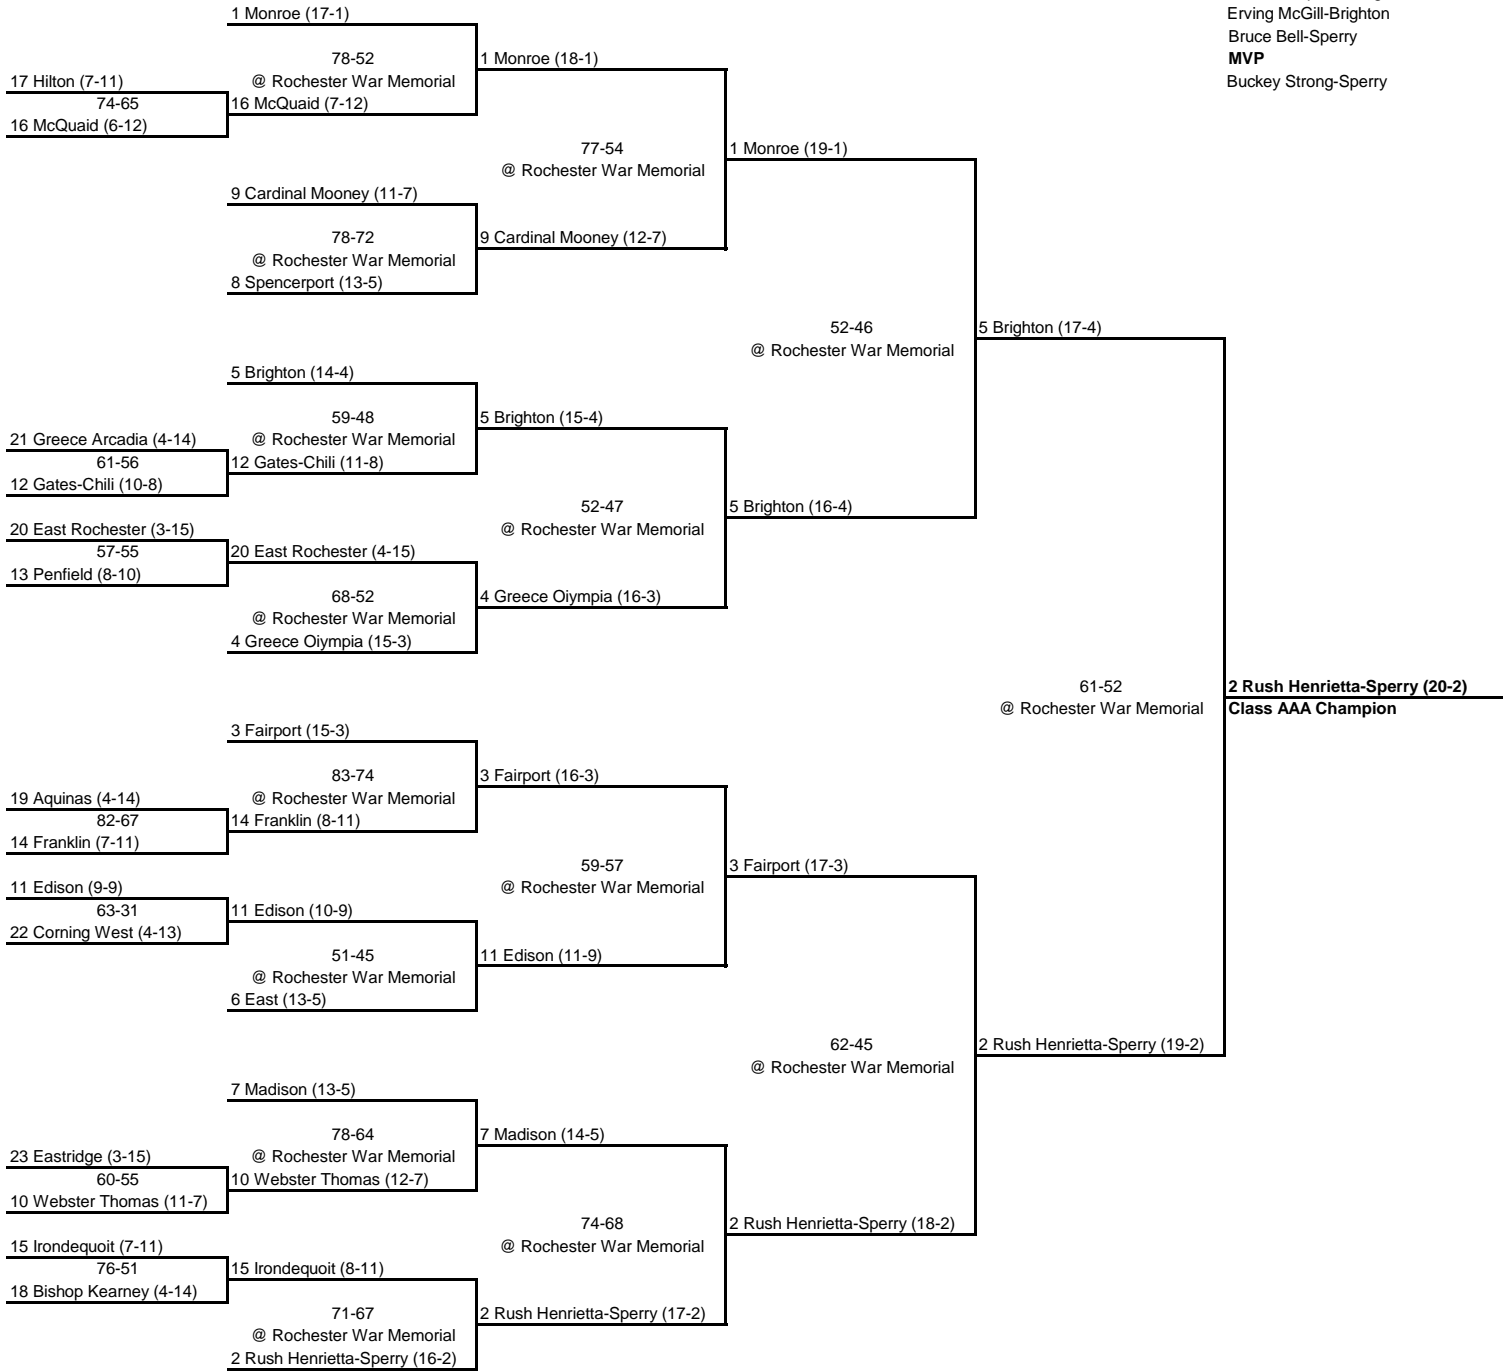 1 Monroe (17-1)
Erving McGill-Brighton
Bruce Bell-Sperry
78-52
1 Monroe (18-1)
MVP
17 Hilton (7-11)
@ Rochester War Memorial
Buckey Strong-Sperry
74-65
16 McQuaid (7-12)
16 McQuaid (6-12)
77-54
1 Monroe (19-1)
@ Rochester War Memorial
9 Cardinal Mooney (11-7)
78-72
9 Cardinal Mooney (12-7)
@ Rochester War Memorial
8 Spencerport (13-5)
52-46
5 Brighton (17-4)
@ Rochester War Memorial
5 Brighton (14-4)
59-48
5 Brighton (15-4)
21 Greece Arcadia (4-14)
@ Rochester War Memorial
61-56
12 Gates-Chili (11-8)
12 Gates-Chili (10-8)
52-47
5 Brighton (16-4)
20 East Rochester (3-15)
@ Rochester War Memorial
57-55
20 East Rochester (4-15)
13 Penfield (8-10)
68-52
4 Greece Oiympia (16-3)
@ Rochester War Memorial
4 Greece Oiympia (15-3)
61-52
2 Rush Henrietta-Sperry (20-2)
@ Rochester War Memorial
Class AAA Champion
3 Fairport (15-3)
83-74
3 Fairport (16-3)
19 Aquinas (4-14)
@ Rochester War Memorial
82-67
14 Franklin (8-11)
14 Franklin (7-11)
59-57
3 Fairport (17-3)
11 Edison (9-9)
@ Rochester War Memorial
63-31
11 Edison (10-9)
22 Corning West (4-13)
51-45
11 Edison (11-9)
@ Rochester War Memorial
6 East (13-5)
62-45
2 Rush Henrietta-Sperry (19-2)
@ Rochester War Memorial
7 Madison (13-5)
78-64
7 Madison (14-5)
23 Eastridge (3-15)
@ Rochester War Memorial
60-55
10 Webster Thomas (12-7)
10 Webster Thomas (11-7)
74-68
2 Rush Henrietta-Sperry (18-2)
15 Irondequoit (7-11)
@ Rochester War Memorial
76-51
15 Irondequoit (8-11)
18 Bishop Kearney (4-14)
71-67
2 Rush Henrietta-Sperry (17-2)
@ Rochester War Memorial
2 Rush Henrietta-Sperry (16-2)